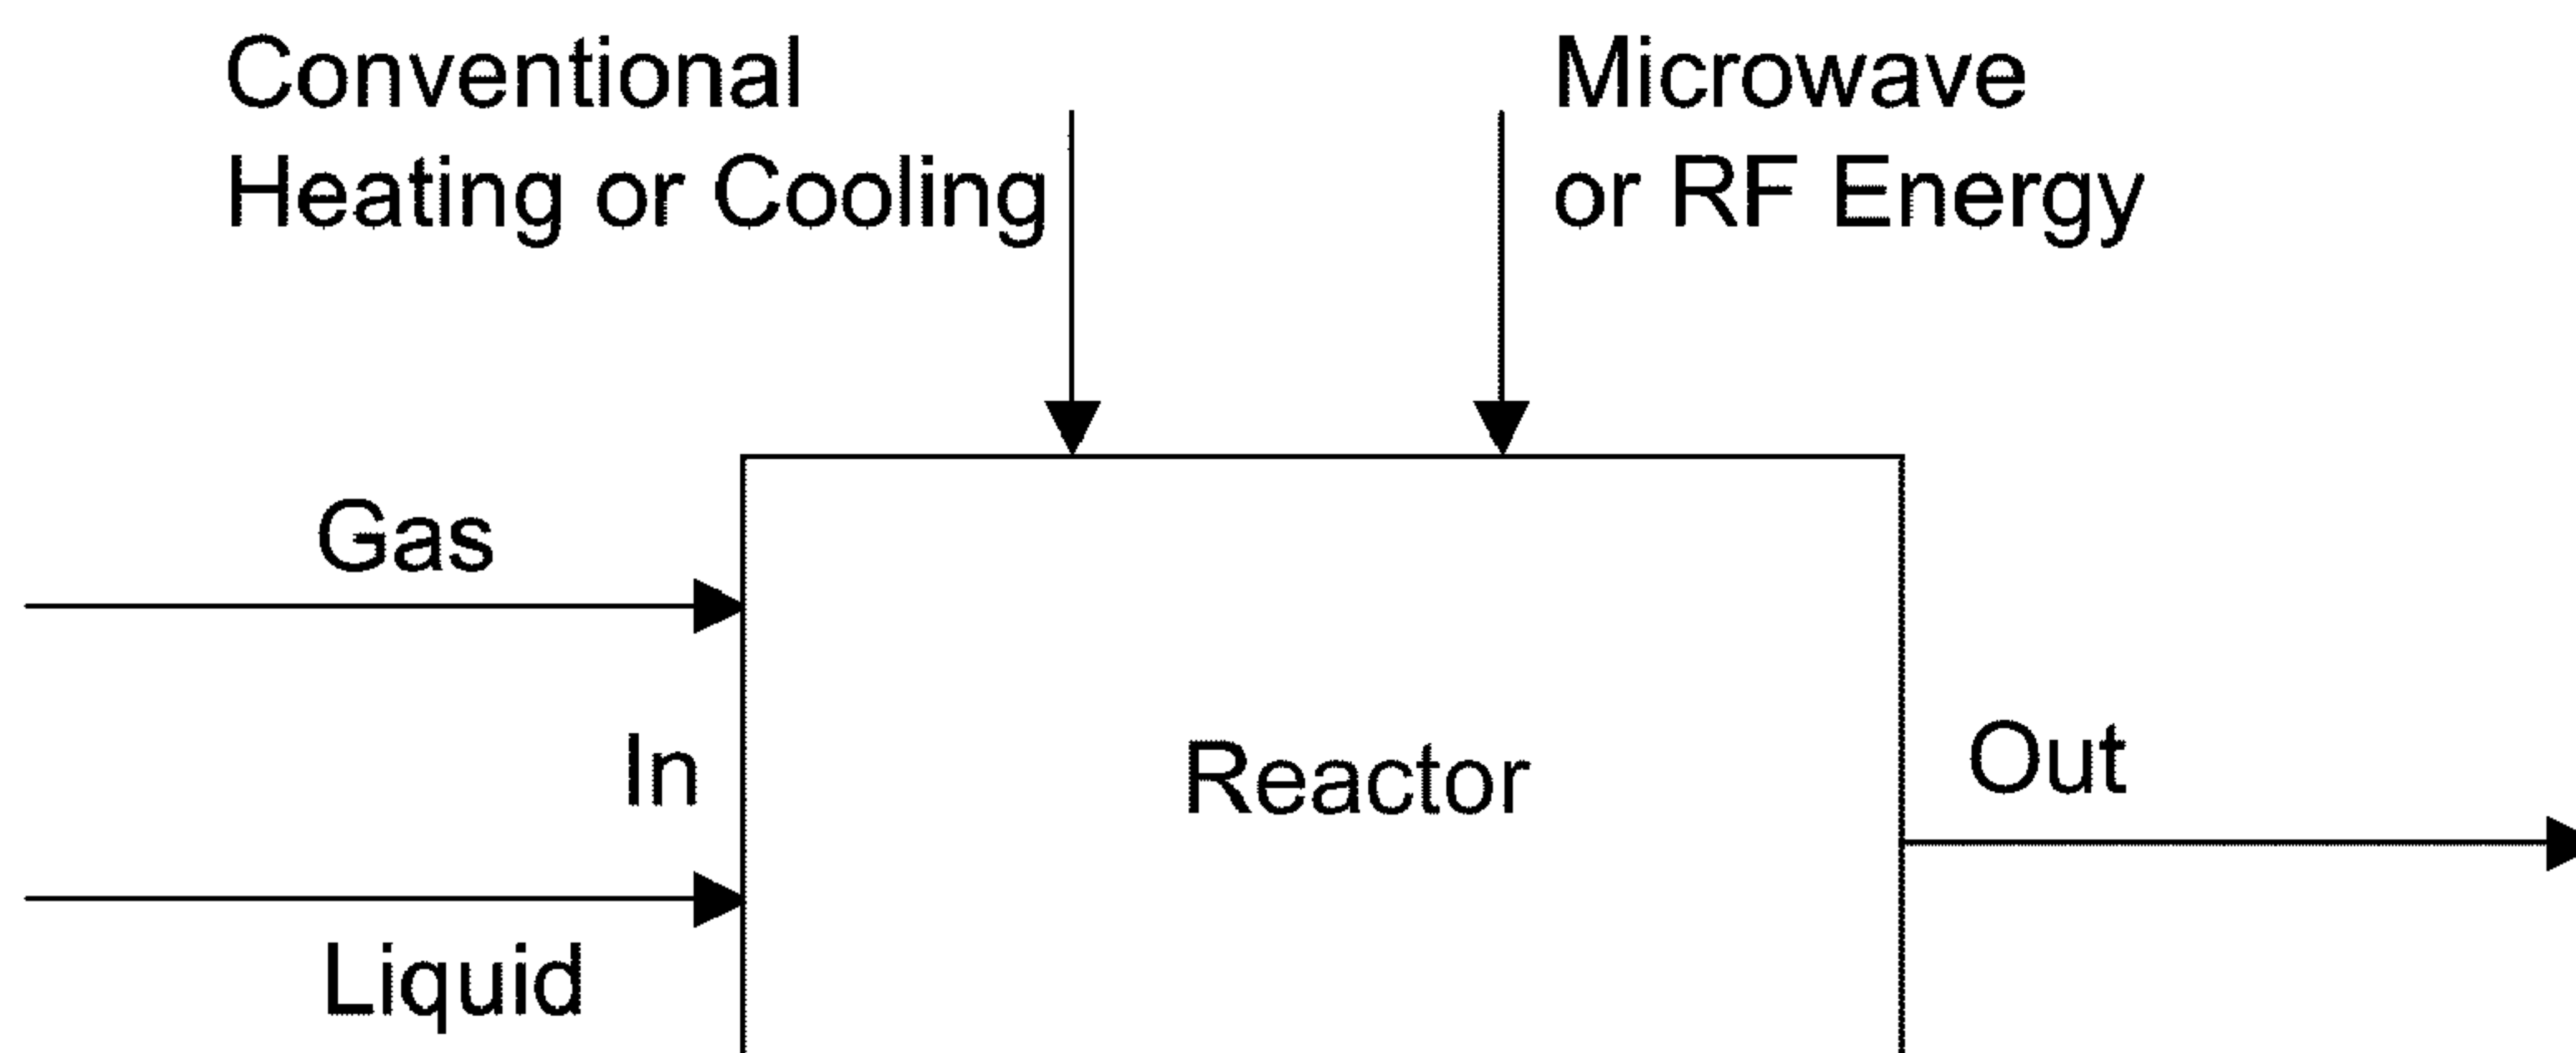 Conventional
Heating or Cooling
Microwave
or RF Energy
Gas
In
Liquid
Reactor
Out